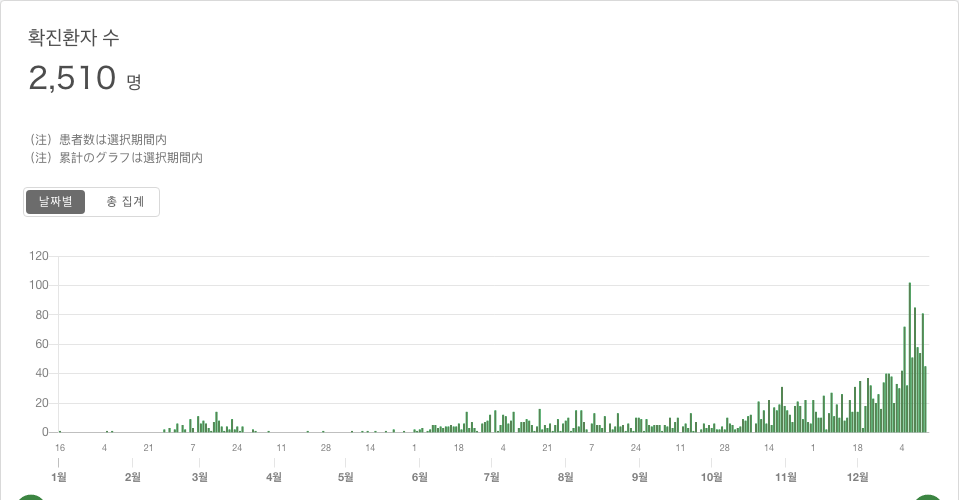 확진환자 수
2,510 명
（注）患者数は選択期間内
（注）累計のグラフは選択期間内
날짜별 총 집계
120
100
80
60
40
20
0
16 4 21 7 24 11 28 14 1 18 4 21 7 24 11 28 14 1 18 4
1월 2월 3월 4월 5월 6월 7월 8월 9월 10월 11월 12월